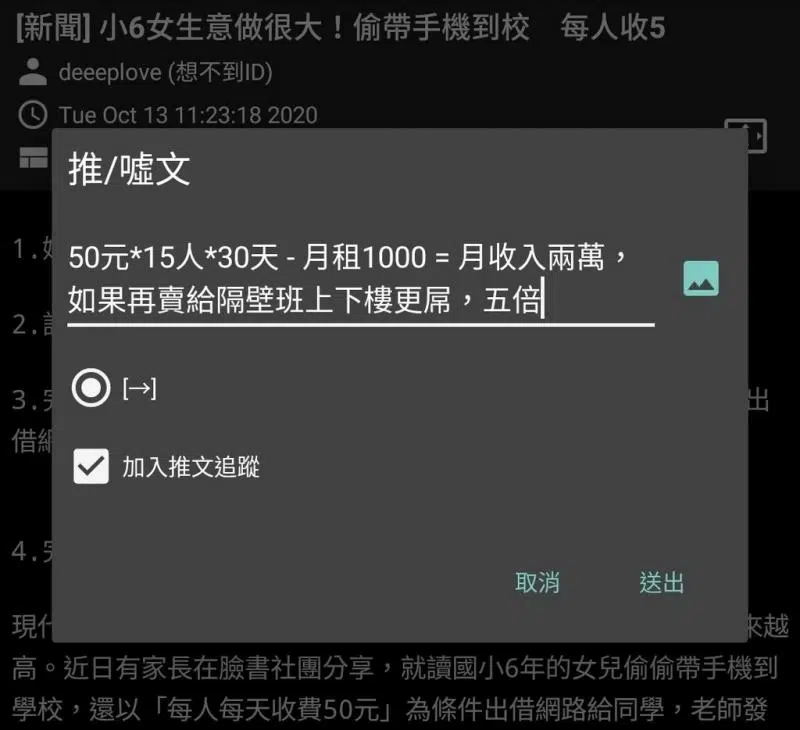 [新聞] 小6女生意做很大！偷帶手機到校　每人收5
deeeplove (想不到ID)
Tue Oct 13 11:23:18 2020
推/噓文
50元*15人*30天 - 月租1000 = 月收入兩萬，
如果再賣給隔壁班上下樓更屌，五倍
[→]
加入推文追蹤
取消 送出
1.
2.
3.
出
借
4.
現
來越
高。近日有家長在臉書社團分享，就讀國小6年的女兒偷偷帶手機到
學校，還以「每人每天收費50元」為條件出借網路給同學，老師發